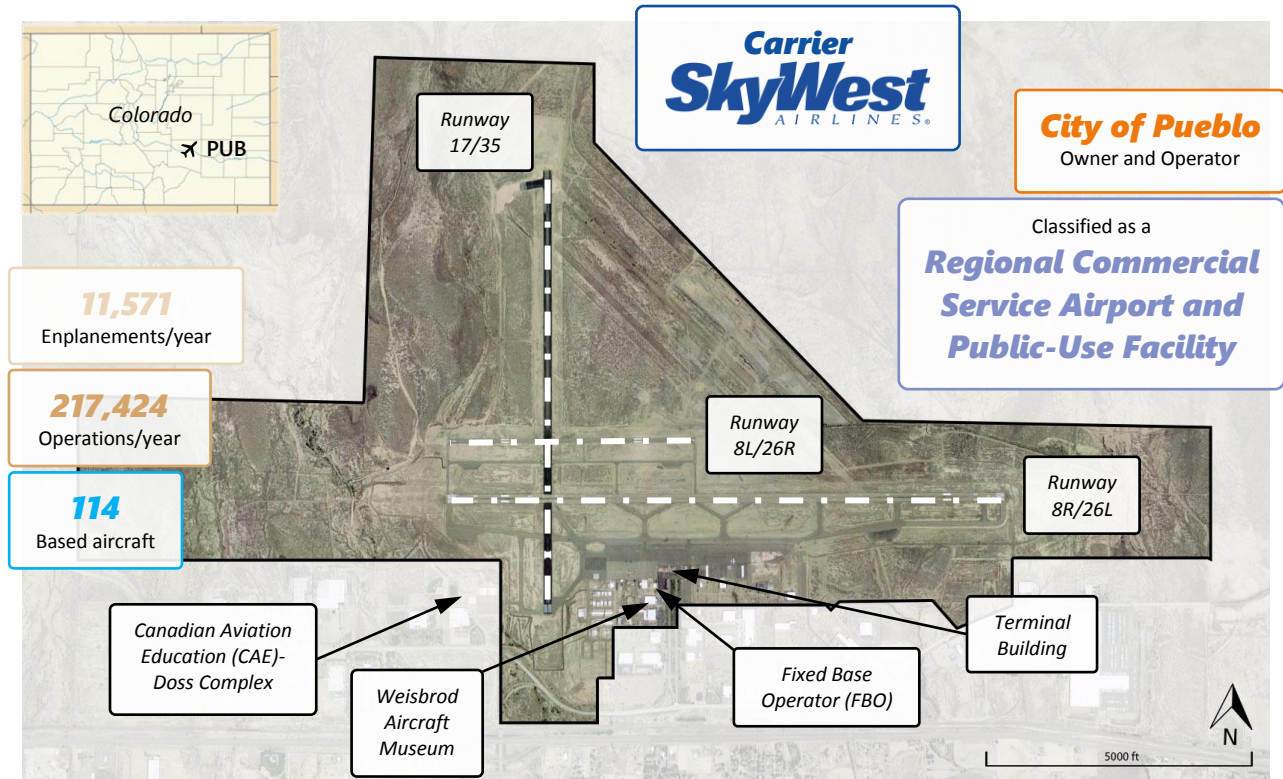 Carrier
SkyWest
AIRLINES®
Colorado
PUB
Runway
17/35
City of Pueblo
Owner and Operator
Classified as a
Regional Commercial
Service Airport and
Public-Use Facility
11,571
Enplanements/year
217,424
Operations/year
114
Based aircraft
Runway
8L/26R
Runway
8R/26L
Canadian Aviation
Education (CAE)-
Doss Complex
Weisbrod
Aircraft
Museum
Fixed Base
Operator (FBO)
Terminal
Building
N
5000 ft